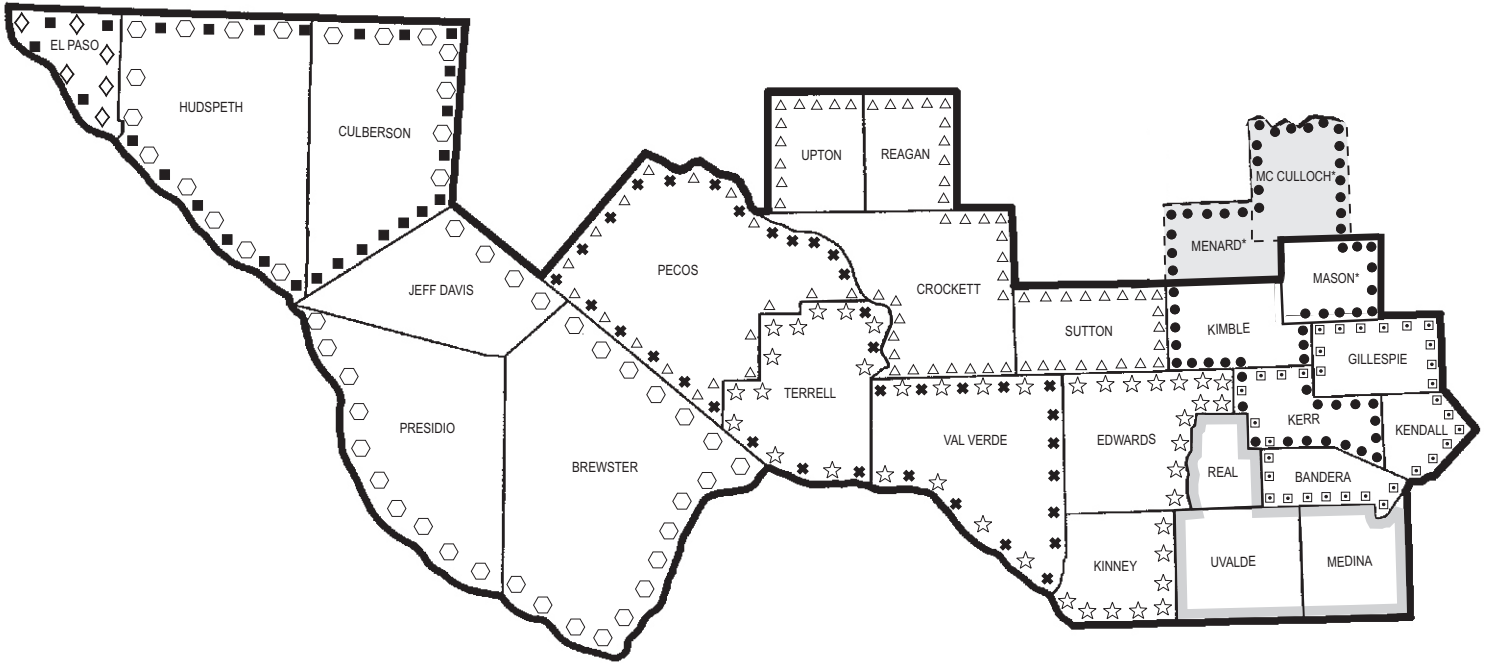 EL PASO
HUDSPETH
CULBERSON
UPTON
REAGAN
MC CULLOCH*
MENARD*
MASON*
PECOS
JEFF DAVIS
CROCKETT
SUTTON
KIMBLE
GILLESPIE
TERRELL
PRESIDIO
BREWSTER
VAL VERDE
EDWARDS
KERR
KENDALL
REAL
BANDERA
KINNEY
UVALDE
MEDINA